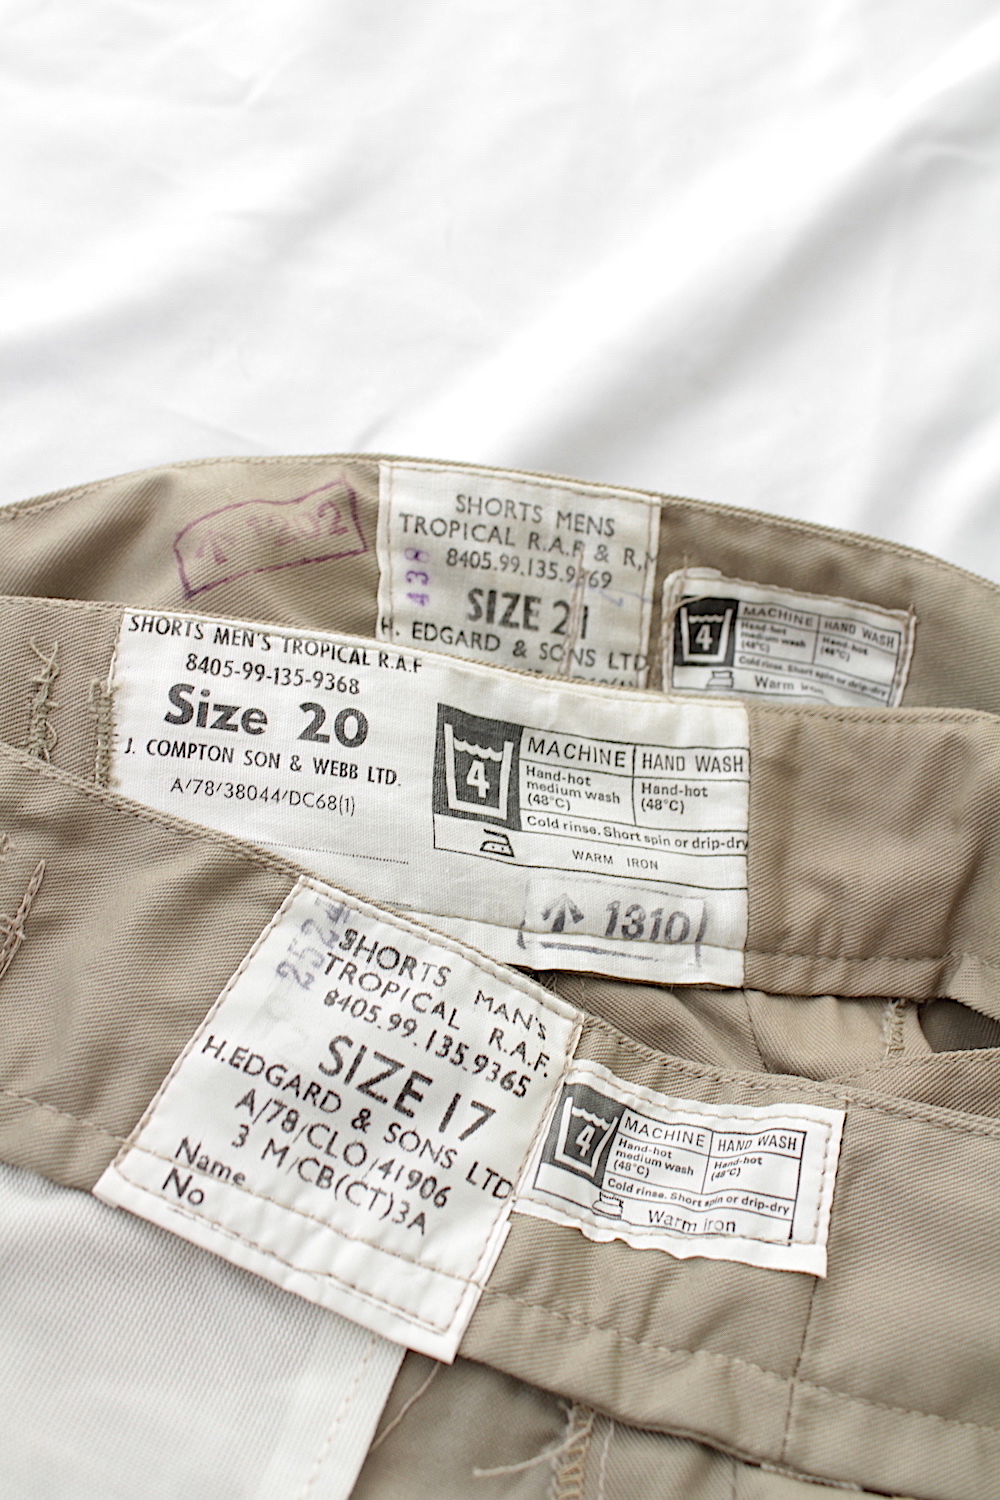 SHORTS MENS
TROPICAL R.A.F & R,M
8405.99.135.9369
438
SIZE 21
H. EDGARD & SONS LTD
4
MACHINE
HAND WASH
Hand-hot
medium wash
(48°C)
Hand-hot
(48°C)
Cold rinse. Short spin or drip-dry
Warm iron
SHORTS MEN'S TROPICAL R.A.F
8405-99-135-9368
Size 20
J. COMPTON SON & WEBB LTD.
A/78/38044/DC68(1)
4
MACHINE
HAND WASH
Hand-hot
medium wash
(48°C)
Hand-hot
(48°C)
Cold rinse. Short spin or drip-dry
WARM IRON
1310
2524
SHORTS MAN'S
TROPICAL R.A.F.
8405.99.135.9365
SIZE 17
H.EDGARD & SONS LTD
A/78/CLO/41906
3 M/CB(CT)3A
Name
No
4
MACHINE
HAND WASH
Hand-hot
medium wash
(48°C)
Hand-hot
(48°C)
Cold rinse. Short spin or drip-dry
Warm iron